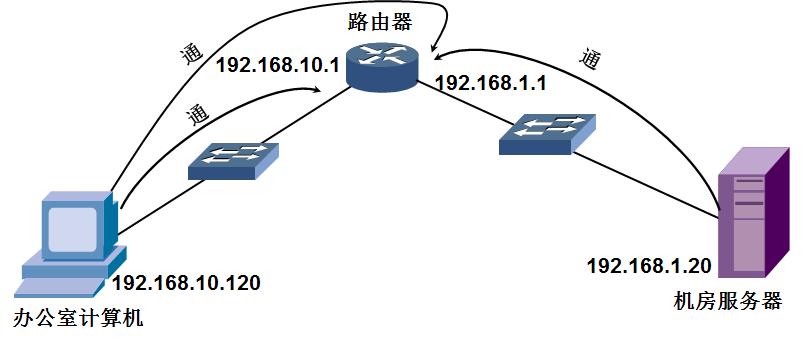 路由器
通
192.168.10.1
通
192.168.1.1
通
192.168.10.120
192.168.1.20
办公室计算机
机房服务器